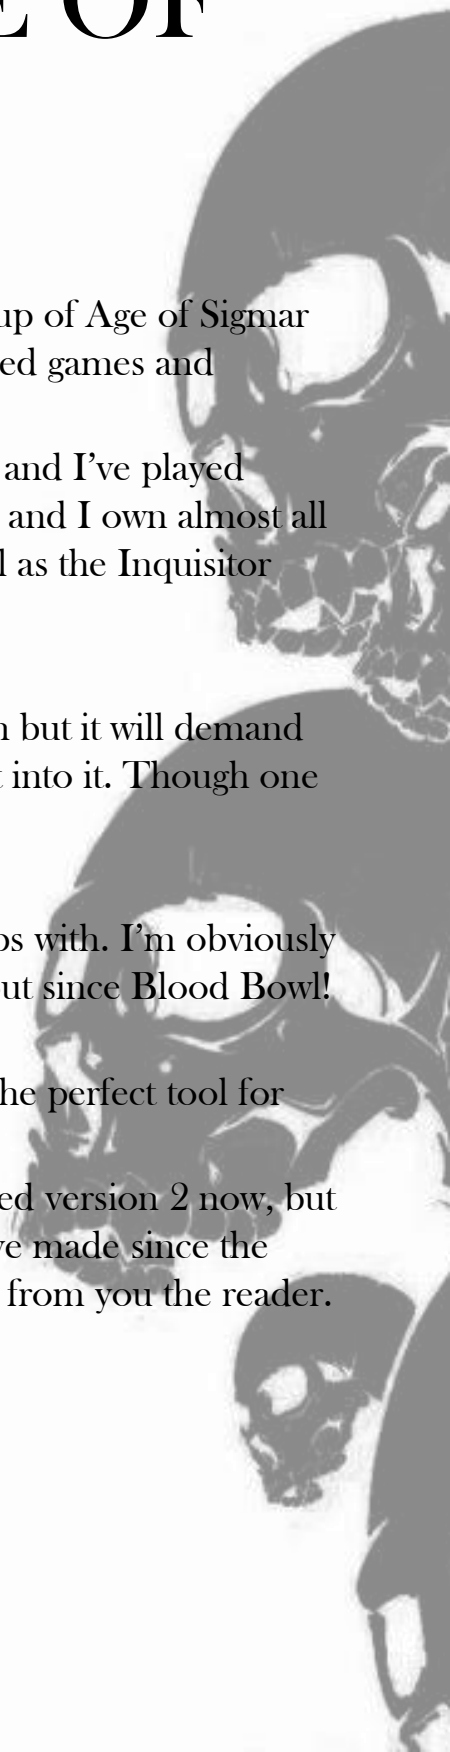 E OF
up of Age of Sigmar
ed games and
and I've played
and I own almost all
l as the Inquisitor
n but it will demand
t into it. Though one
ps with. I'm obviously
out since Blood Bowl!
he perfect tool for
ed version 2 now, but
ve made since the
from you the reader.